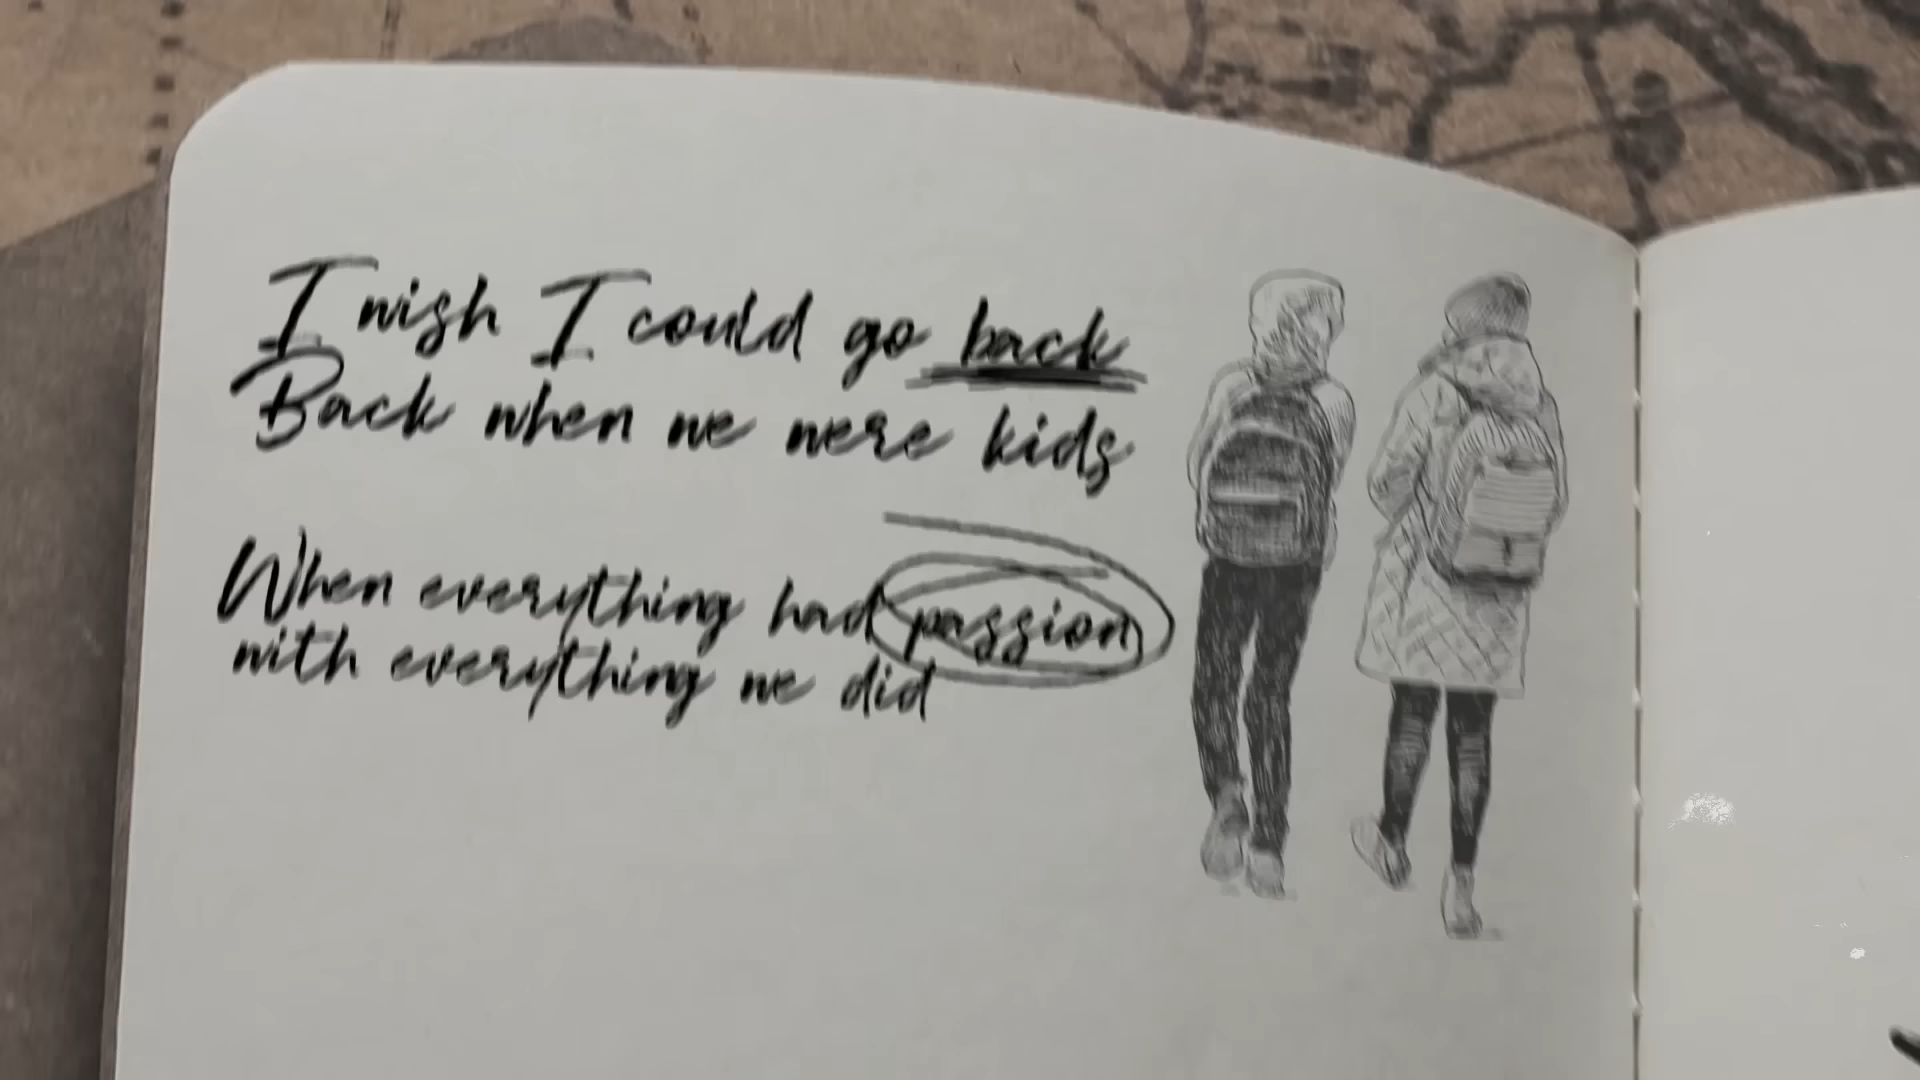 I wish I could go back
Back when we were kids
When everything had passion
with everything we did